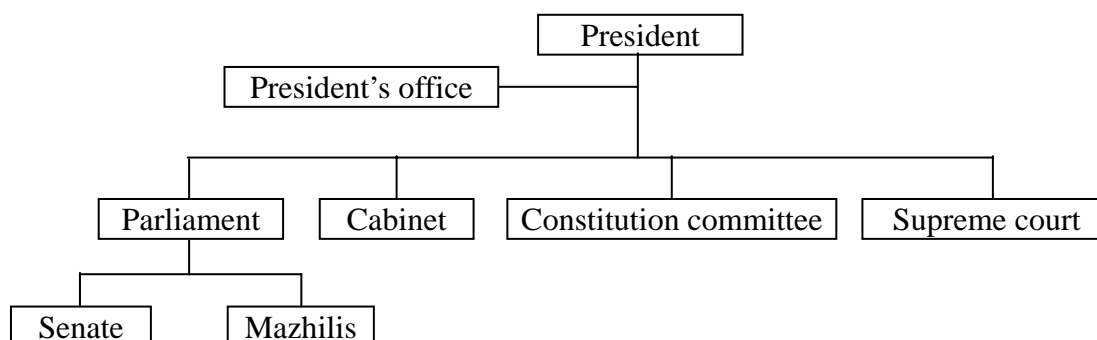 President
President’s office
Parliament
Cabinet
Constitution committee
Supreme court
Senate
Mazhilis